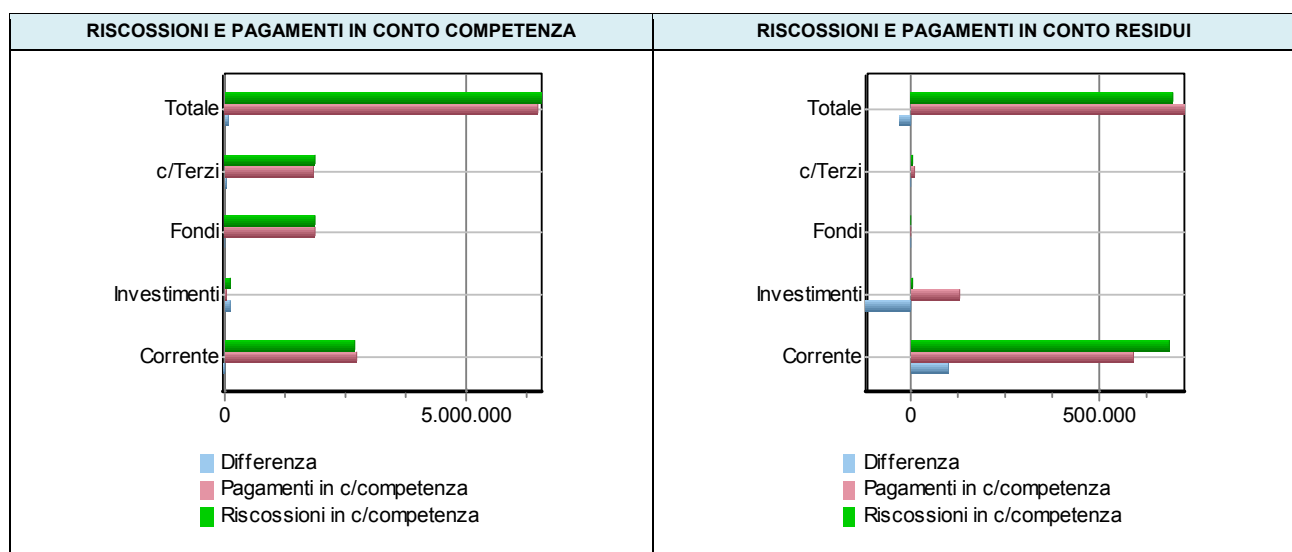 RISCOSSIONI E PAGAMENTI IN CONTO COMPETENZA
Totale
c/Terzi
Fondi
Investimenti
Corrente
0 5.000.000
Differenza
Pagamenti in c/competenza
Riscossioni in c/competenza
RISCOSSIONI E PAGAMENTI IN CONTO RESIDUI
Totale
c/Terzi
Fondi
Investimenti
Corrente
0 500.000
Differenza
Pagamenti in c/competenza
Riscossioni in c/competenza